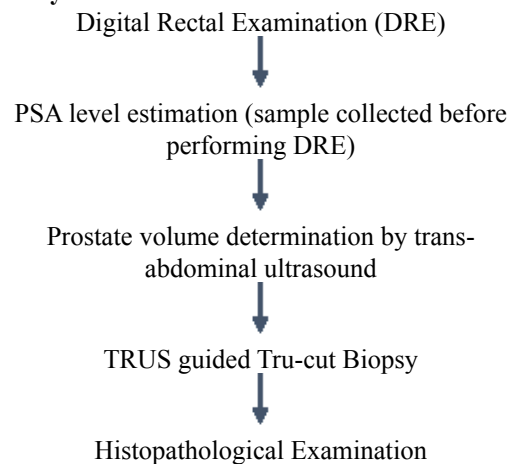 Digital Rectal Examination (DRE)
PSA level estimation (sample collected before
performing DRE)
Prostate volume determination by trans-
abdominal ultrasound
TRUS guided Tru-cut Biopsy
Histopathological Examination